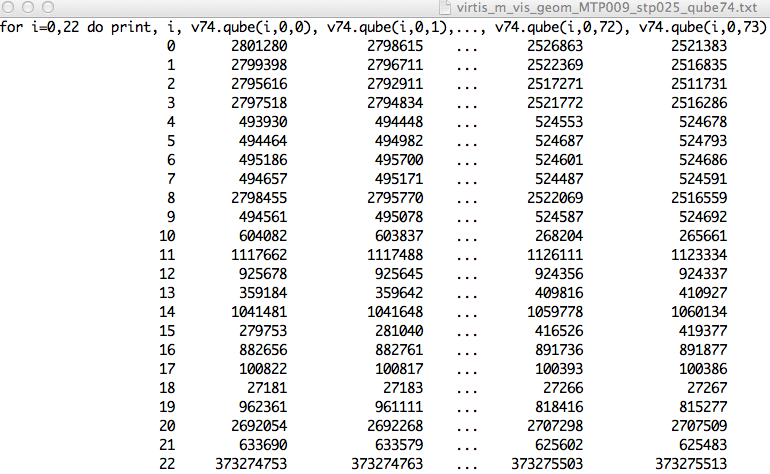 virtis_m_vis_geom_MTP009_stp025_qube74.txt
for i=0,22 do print, i, v74.qube(i,0,0), v74.qube(i,0,1),..., v74.qube(i,0,72), v74.qube(i,0,73)
0 2801280 2798615 ... 2526863 2521383
1 2799398 2796711 ... 2522369 2516835
2 2795616 2792911 ... 2517271 2511731
3 2797518 2794834 ... 2521772 2516286
4 493930 494448 ... 524553 524678
5 494464 494982 ... 524687 524793
6 495186 495700 ... 524601 524686
7 494657 495171 ... 524487 524591
8 2798455 2795770 ... 2522069 2516559
9 494561 495078 ... 524587 524692
10 604082 603837 ... 268204 265661
11 1117662 1117488 ... 1126111 1123334
12 925678 925645 ... 924356 924337
13 359184 359642 ... 409816 410927
14 1041481 1041648 ... 1059778 1060134
15 279753 281040 ... 416526 419377
16 882656 882761 ... 891736 891877
17 100822 100817 ... 100393 100386
18 27181 27183 ... 27266 27267
19 962361 961111 ... 818416 815277
20 2692054 2692268 ... 2707298 2707509
21 633690 633579 ... 625602 625483
22 373274753 373274763 ... 373275503 373275513